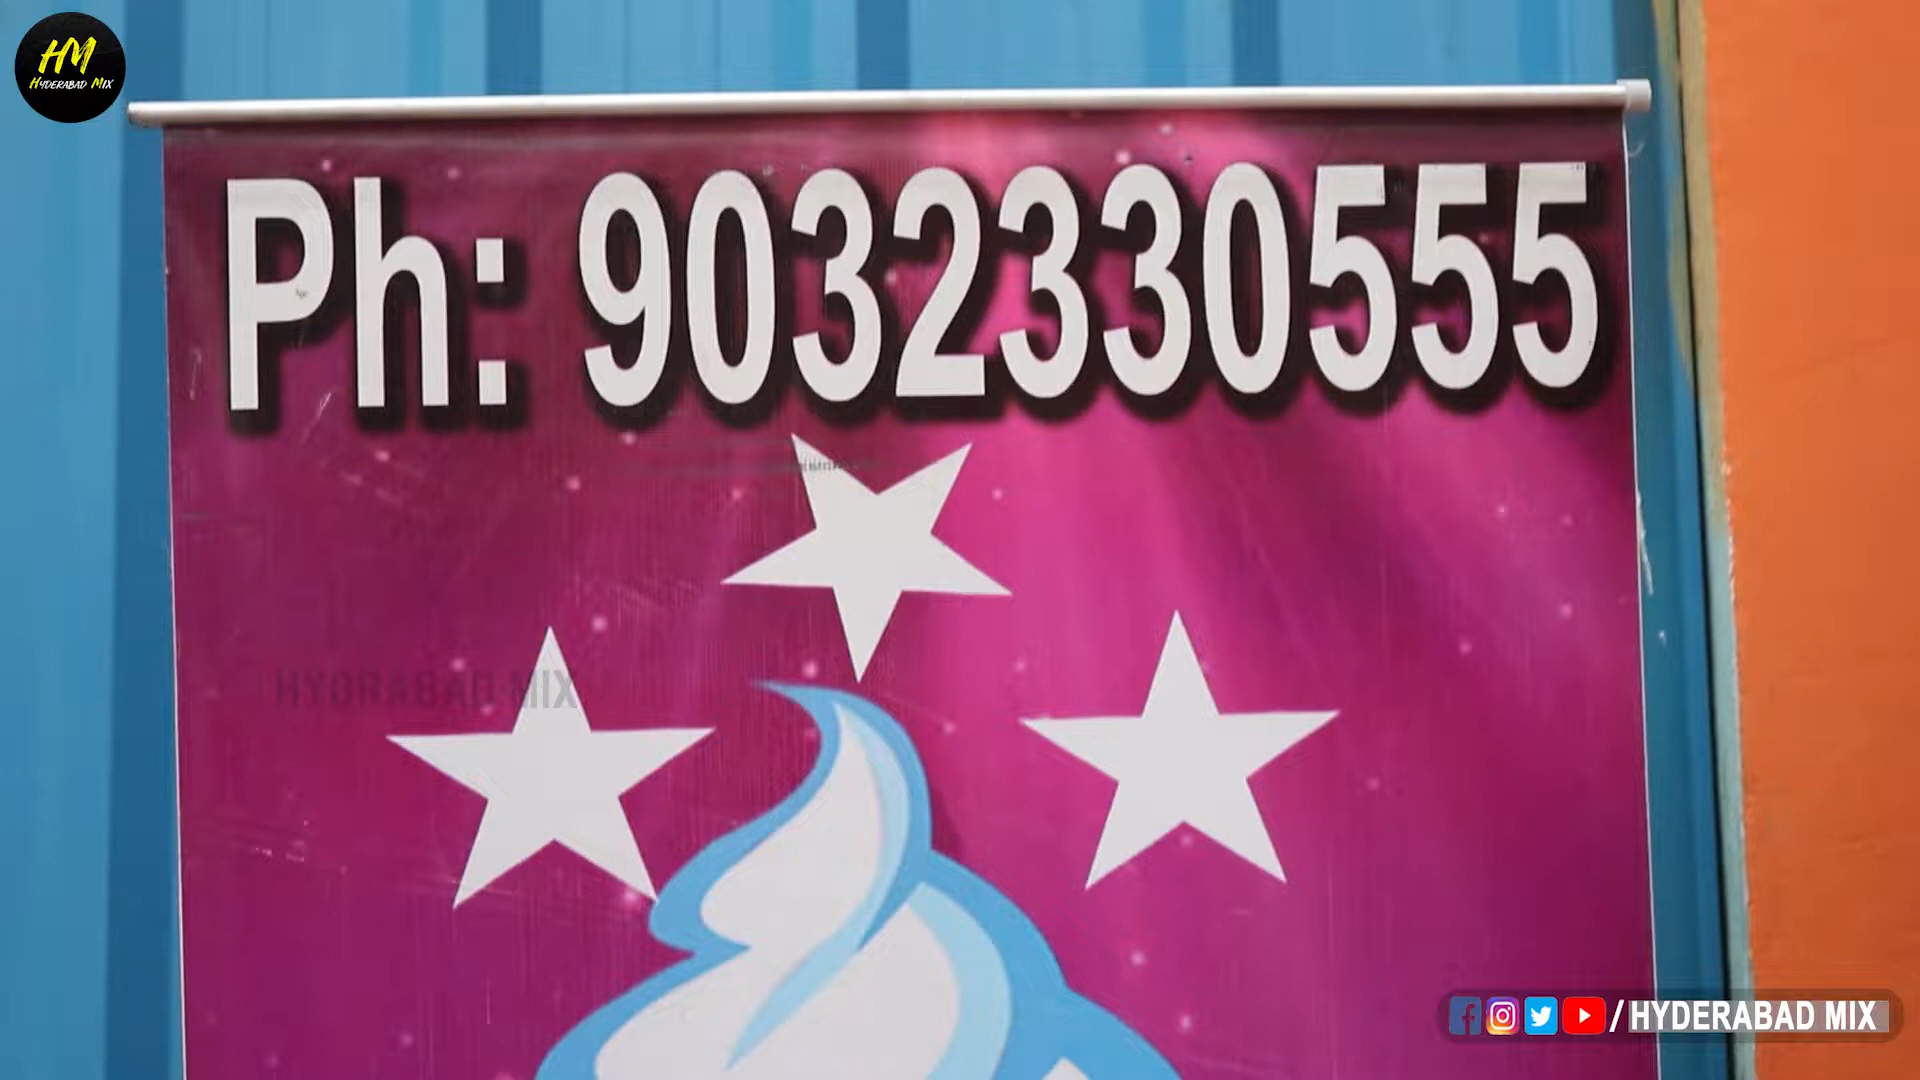 HM
HYDERABAD MIX
Ph: 9032330555
HYDRABAD MIX
/HYDERABAD MIX